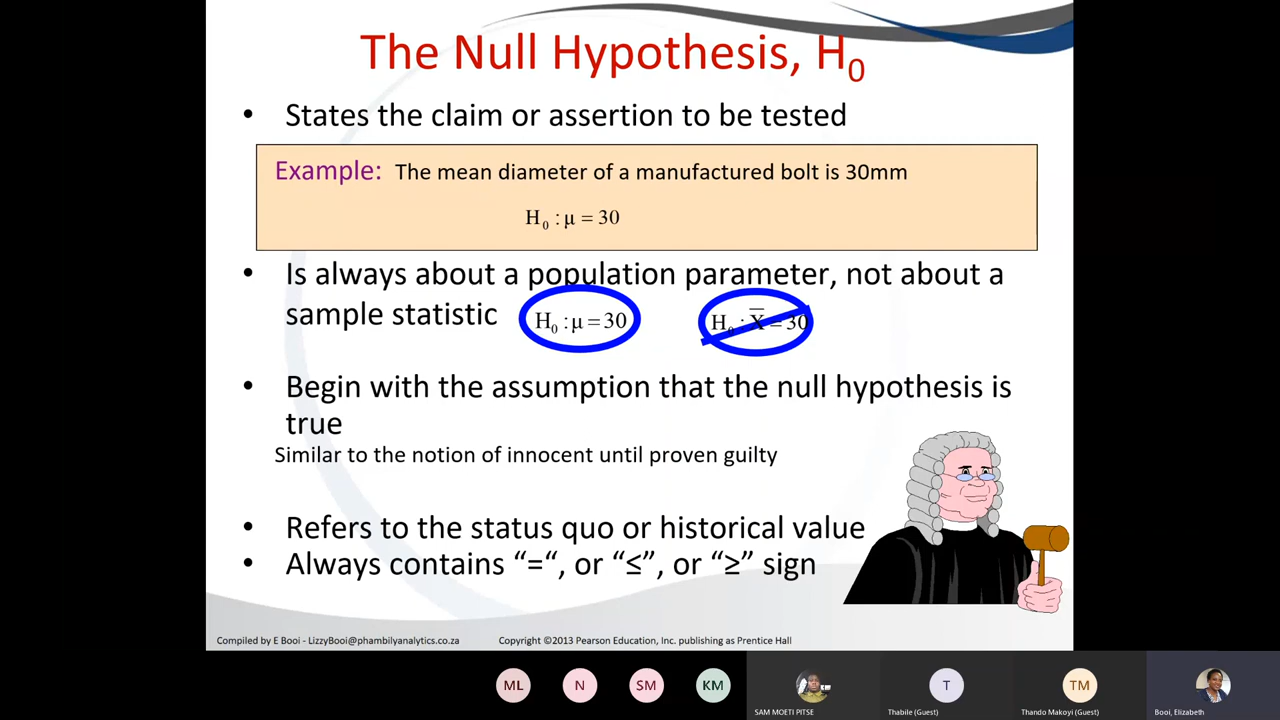 The Null Hypothesis, H₀
• States the claim or assertion to be tested
Example: The mean diameter of a manufactured bolt is 30mm
H₀ : μ = 30
• Is always about a population parameter, not about a
sample statistic H₀ : μ = 30 H₀ : X̅ = 30
• Begin with the assumption that the null hypothesis is
true
Similar to the notion of innocent until proven guilty
• Refers to the status quo or historical value
• Always contains “=“, or “≤”, or “≥” sign
Compiled by E Booi - LizzyBooi@phambilyanalytics.co.za Copyright ©2013 Pearson Education, Inc. publishing as Prentice Hall
ML N SM KM T TM
SAM MOETI PITSE Thabile (Guest) Thando Makoyi (Guest) Booi, Elizabeth